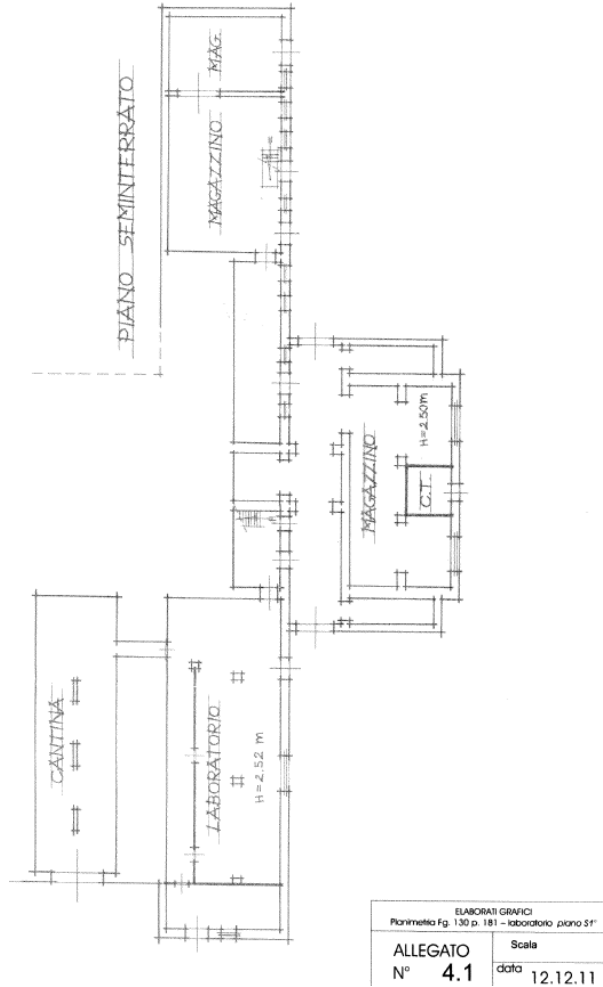 PIANO SEMINTERRATO
MAG.
MAGAZZINO
MAGAZZINO
H=2.50m
C.T.
CANTINA
LABORATORIO
H=2.52 m
ELABORATI GRAFICI
Planimetria Fg. 130 p. 181 – laboratorio piano S1°
ALLEGATO
N° 4.1
Scala
data 12.12.11